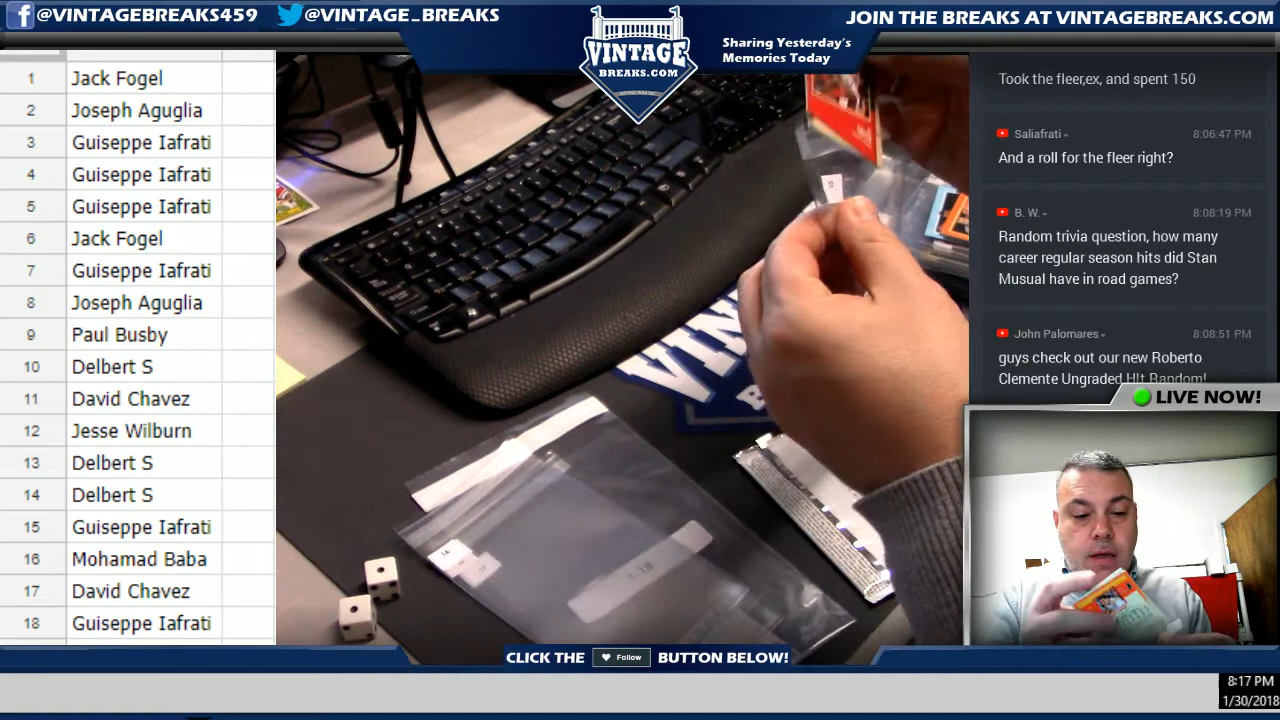 @VINTAGEBREAKS459 @VINTAGE_BREAKS
VINTAGE
BREAKS.COM
Sharing Yesterday's
Memories Today
JOIN THE BREAKS AT VINTAGEBREAKS.COM
1 Jack Fogel
2 Joseph Aguglia
3 Guiseppe Iafrati
4 Guiseppe Iafrati
5 Guiseppe Iafrati
6 Jack Fogel
7 Guiseppe Iafrati
8 Joseph Aguglia
9 Paul Busby
10 Delbert S
11 David Chavez
12 Jesse Wilburn
13 Delbert S
14 Delbert S
15 Guiseppe Iafrati
16 Mohamad Baba
17 David Chavez
18 Guiseppe Iafrati
VIN
14
Took the fleer,ex, and spent 150
Saliafrati 8:06:47 PM
And a roll for the fleer right?
B. W. 8:08:19 PM
Random trivia question, how many
career regular season hits did Stan
Musual have in road games?
John Palomares 8:08:51 PM
guys check out our new Roberto
Clemente Ungraded HIt Random!
LIVE NOW!
CLICK THE Follow BUTTON BELOW!
8:17 PM
1/30/2018